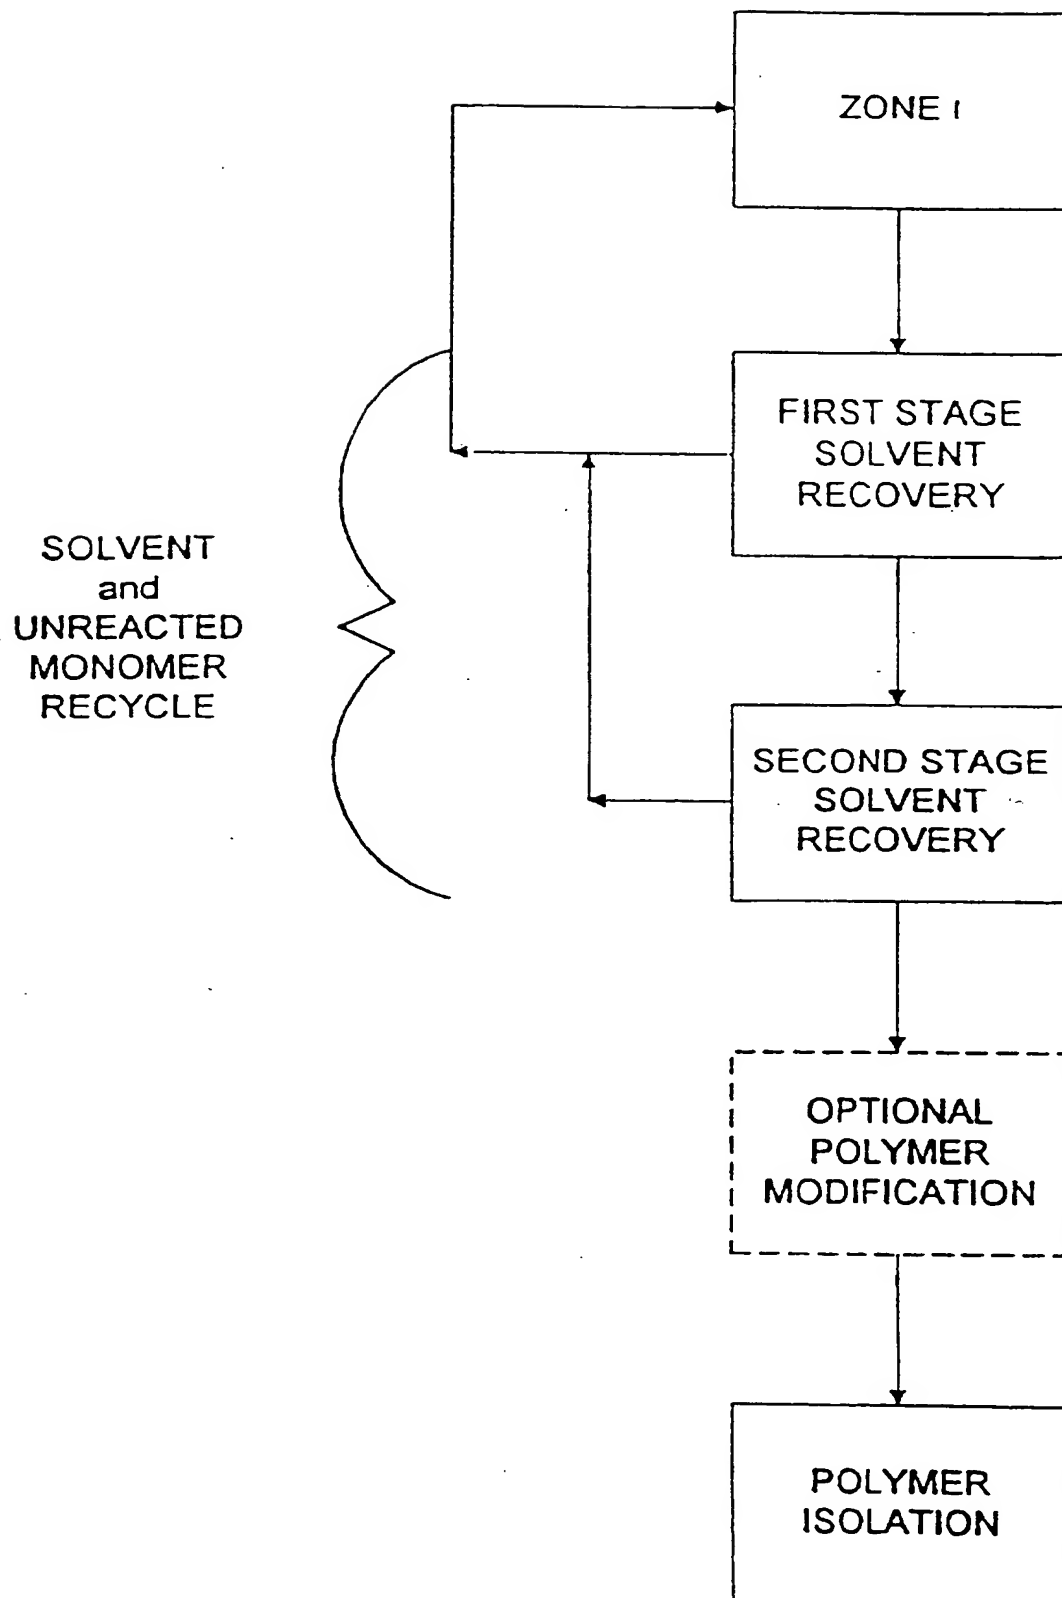 ZONE I
FIRST STAGE
SOLVENT
RECOVERY
SOLVENT
and
UNREACTED
MONOMER
RECYCLE
SECOND STAGE
SOLVENT
RECOVERY
OPTIONAL
POLYMER
MODIFICATION
POLYMER
ISOLATION